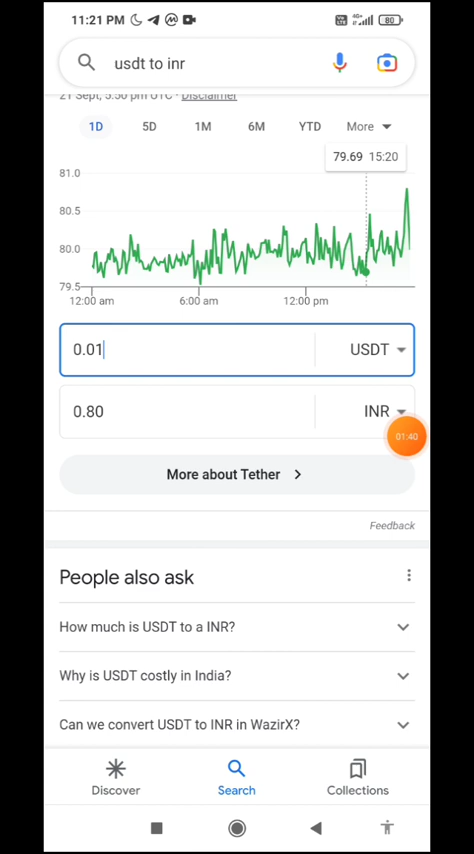 11:21 PM 4G+ 80
usdt to inr
21 Sept, 5:50 pm UTC · Disclaimer
1D 5D 1M 6M YTD More
79.69 15:20
81.0
80.5
80.0
79.5
12:00 am 6:00 am 12:00 pm
0.01 USDT
0.80 INR
01:40
More about Tether
Feedback
People also ask
How much is USDT to a INR?
Why is USDT costly in India?
Can we convert USDT to INR in WazirX?
Discover Search Collections